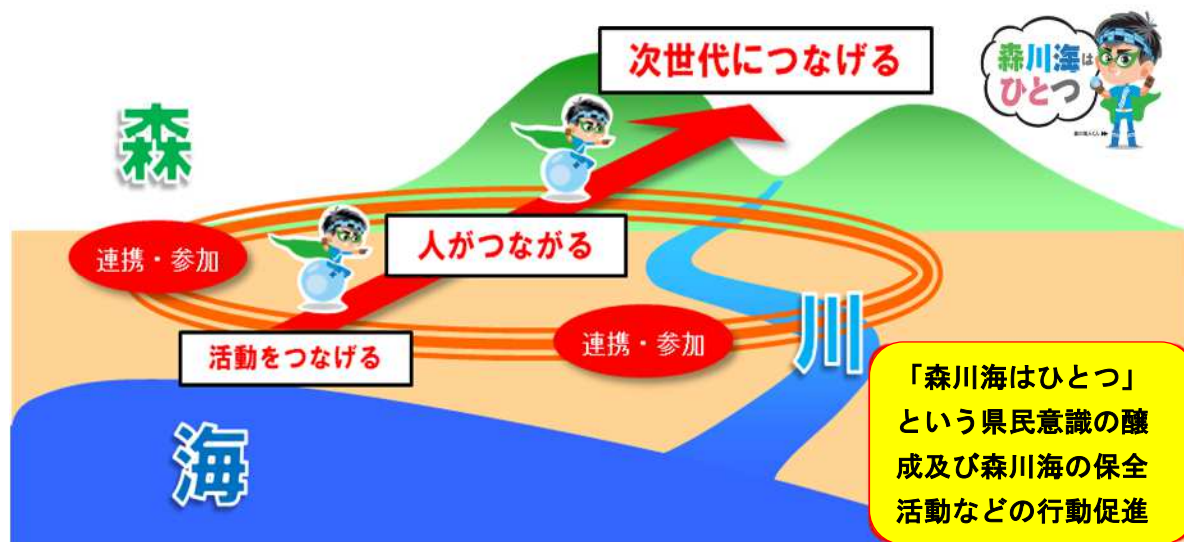 次世代につなげる
森川海は
ひとつ
森
人がつながる
連携・参加
川
連携・参加
活動をつなげる
海
「森川海はひとつ」
という県民意識の醸
成及び森川海の保全
活動などの行動促進